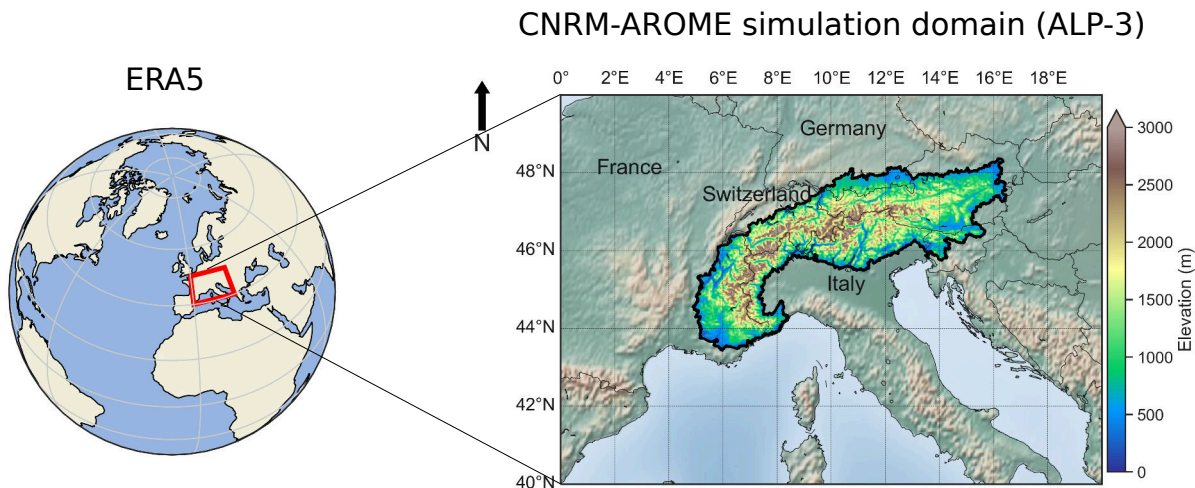 CNRM-AROME simulation domain (ALP-3)
ERA5
N
0° 2°E 4°E 6°E 8°E 10°E 12°E 14°E 16°E 18°E
48°N
46°N
44°N
42°N
40°N
Germany
France
Switzerland
Italy
3000
2500
2000
1500
1000
500
0
Elevation (m)